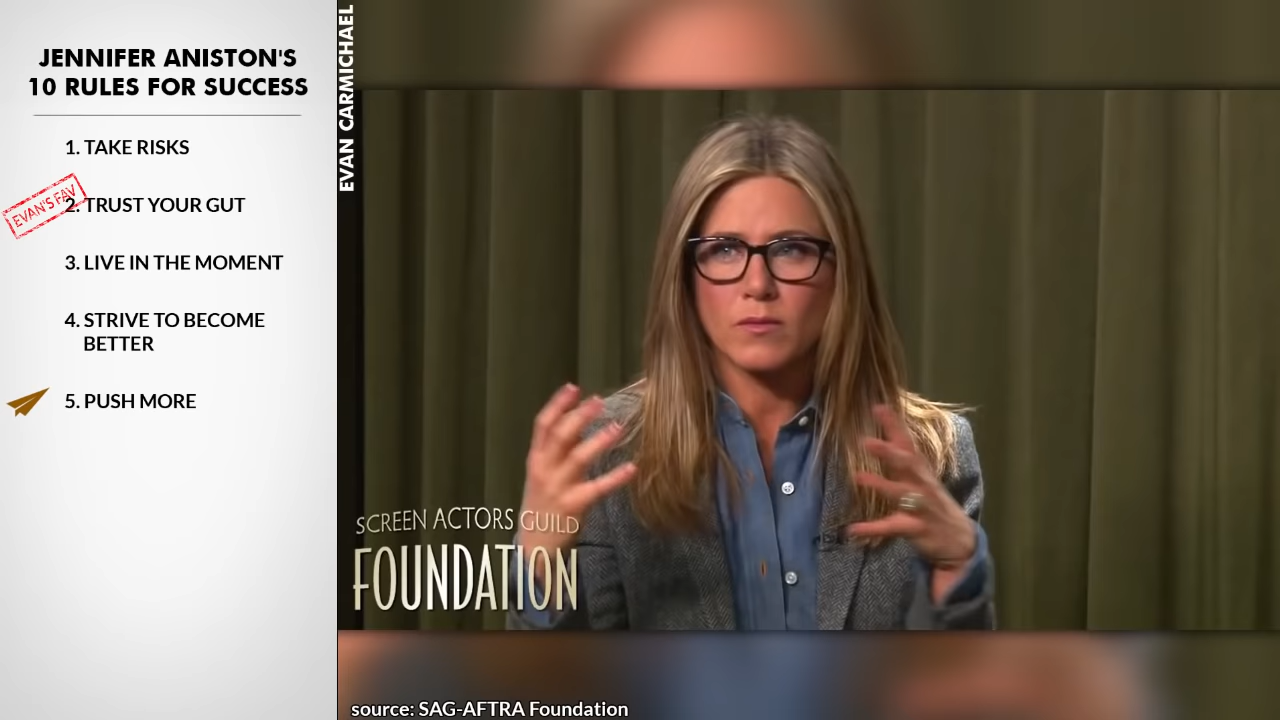 JENNIFER ANISTON'S
10 RULES FOR SUCCESS
1. TAKE RISKS
EVAN'S FAV
2. TRUST YOUR GUT
3. LIVE IN THE MOMENT
4. STRIVE TO BECOME
BETTER
5. PUSH MORE
EVAN CARMICHAEL
SCREEN ACTORS GUILD
FOUNDATION
source: SAG-AFTRA Foundation